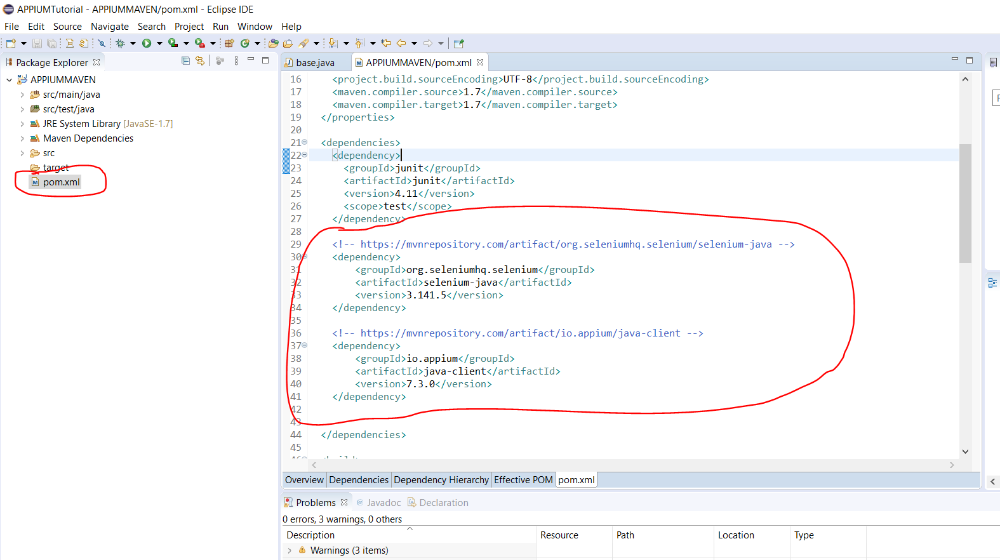 APPIUMTutorial - APPIUMMAVEN/pom.xml - Eclipse IDE
File Edit Source Navigate Search Project Run Window Help
Package Explorer
APPIUMMAVEN
src/main/java
src/test/java
JRE System Library [JavaSE-1.7]
Maven Dependencies
src
target
pom.xml
base.java
APPIUMMAVEN/pom.xml
16 <project.build.sourceEncoding>UTF-8</project.build.sourceEncoding>
17 <maven.compiler.source>1.7</maven.compiler.source>
18 <maven.compiler.target>1.7</maven.compiler.target>
19 </properties>
20
21 <dependencies>
22 <dependency>
23 <groupId>junit</groupId>
24 <artifactId>junit</artifactId>
25 <version>4.11</version>
26 <scope>test</scope>
27 </dependency>
28
29 <!-- https://mvnrepository.com/artifact/org.seleniumhq.selenium/selenium-java -->
30 <dependency>
31 <groupId>org.seleniumhq.selenium</groupId>
32 <artifactId>selenium-java</artifactId>
33 <version>3.141.5</version>
34 </dependency>
35
36 <!-- https://mvnrepository.com/artifact/io.appium/java-client -->
37 <dependency>
38 <groupId>io.appium</groupId>
39 <artifactId>java-client</artifactId>
40 <version>7.3.0</version>
41 </dependency>
42
43
44 </dependencies>
45
Overview Dependencies Dependency Hierarchy Effective POM pom.xml
Problems @ Javadoc Declaration
0 errors, 3 warnings, 0 others
Description Resource Path Location Type
Warnings (3 items)